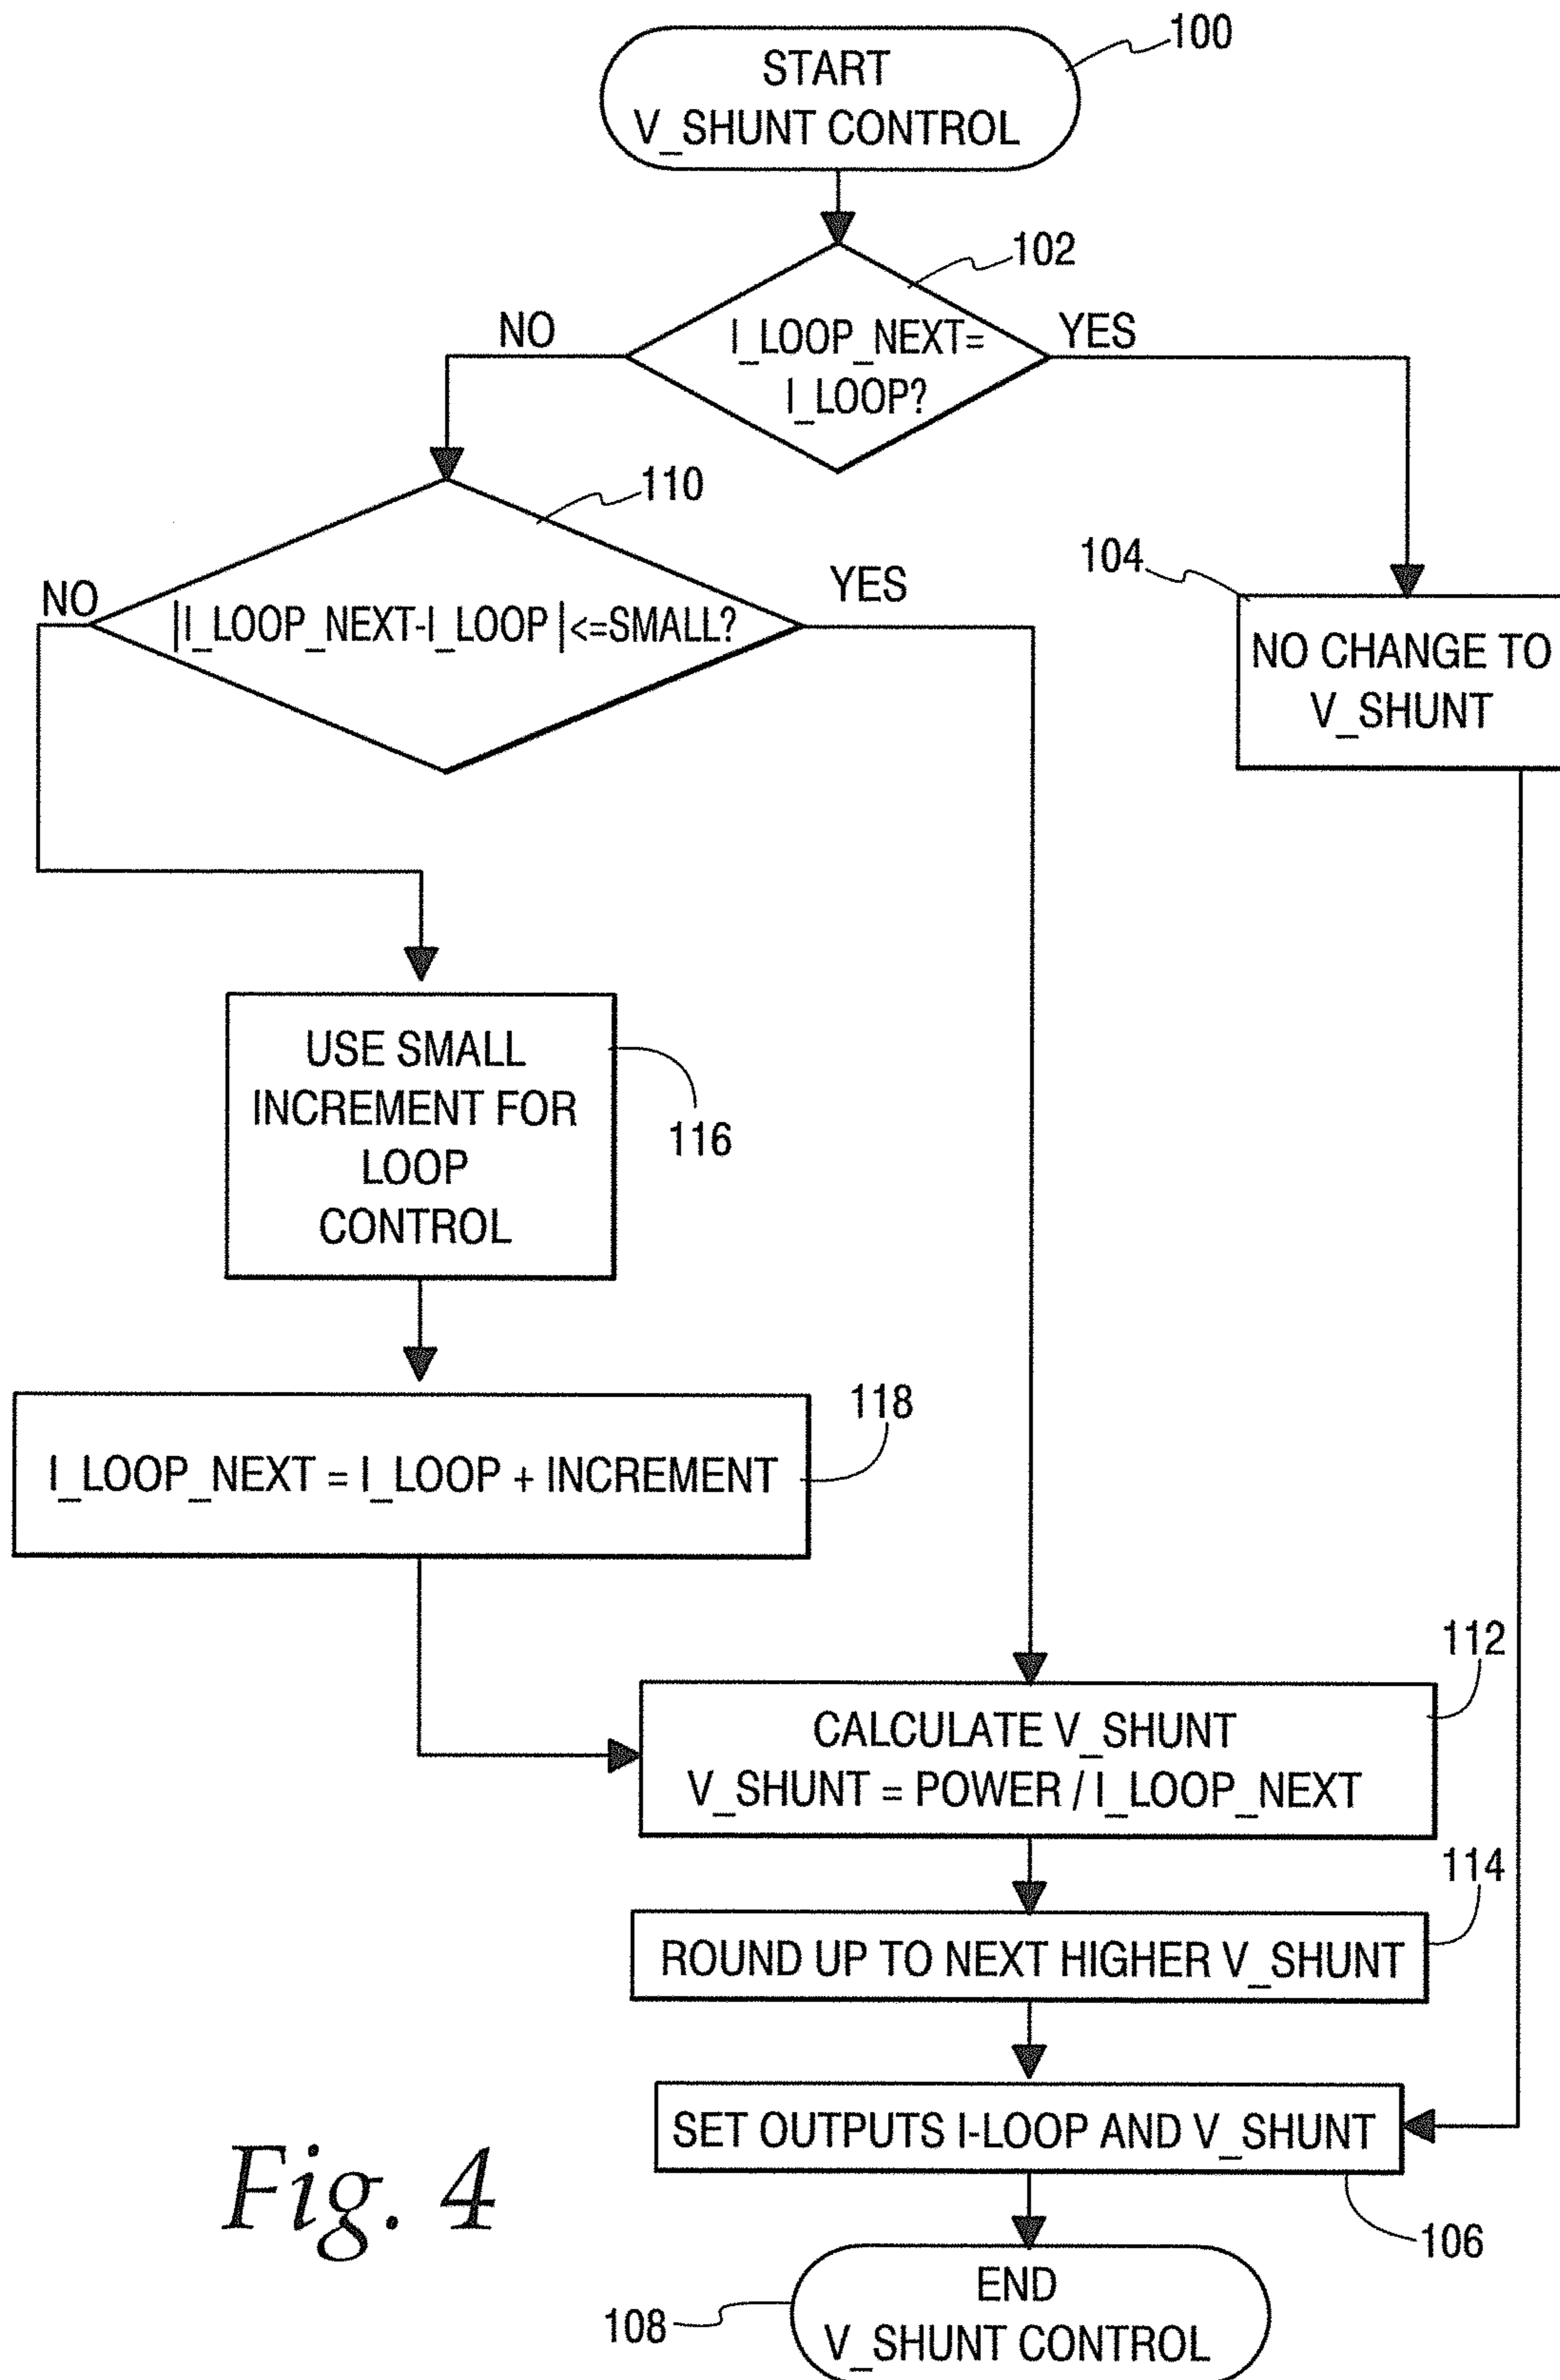 100
START
V_SHUNT CONTROL
102
NO
I_LOOP_NEXT=
I_LOOP?
YES
110
NO
|I_LOOP_NEXT-I_LOOP|<=SMALL?
YES
104
NO CHANGE TO
V_SHUNT
USE SMALL
INCREMENT FOR
LOOP
CONTROL
116
118
I_LOOP_NEXT = I_LOOP + INCREMENT
112
CALCULATE V_SHUNT
V_SHUNT = POWER / I_LOOP_NEXT
114
ROUND UP TO NEXT HIGHER V_SHUNT
SET OUTPUTS I-LOOP AND V_SHUNT
106
Fig. 4
END
V_SHUNT CONTROL
108